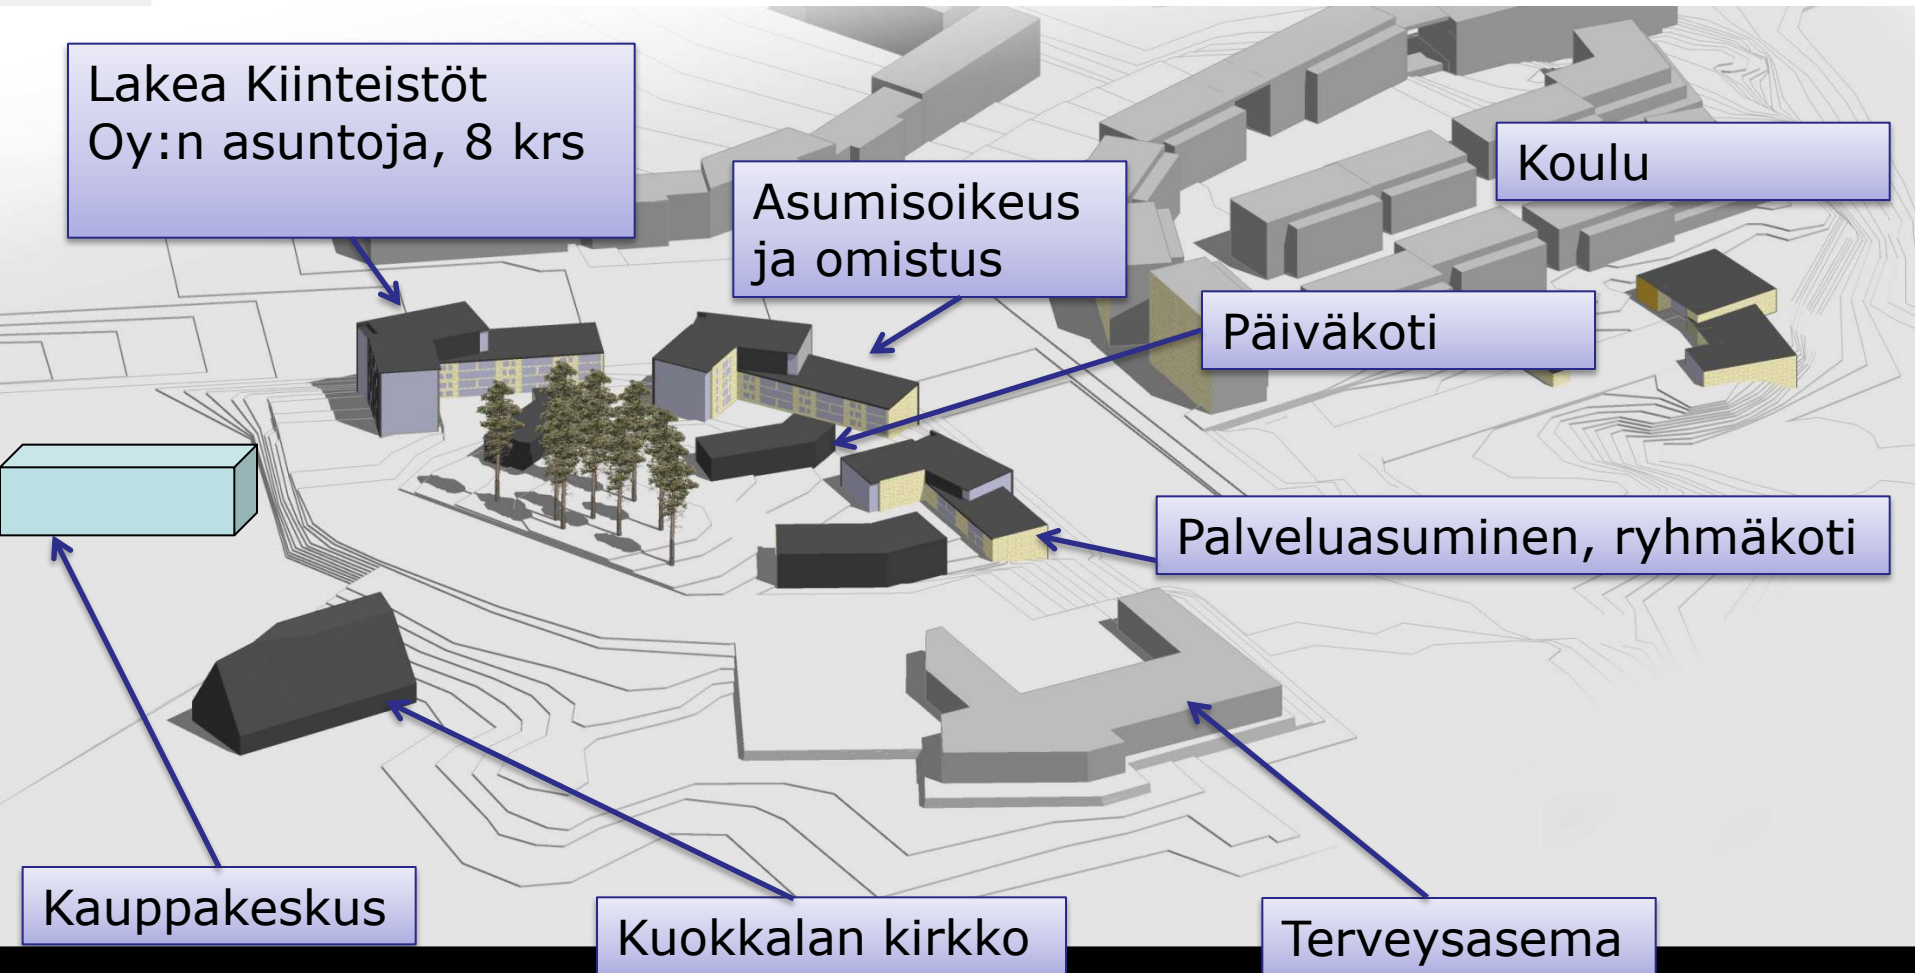 Lakea Kiinteistöt
Oy:n asuntoja, 8 krs
Koulu
Asumisoikeus
ja omistus
Päiväkoti
Palveluasuminen, ryhmäkoti
Kauppakeskus
Kuokkalan kirkko
Terveysasema